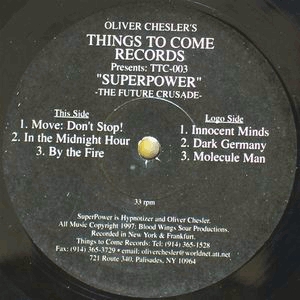 OLIVER CHESLER'S
THINGS TO COME
RECORDS
Presents: TTC-003
"SUPERPOWER"
-THE FUTURE CRUSADE-
This Side
1. Move: Don't Stop!
2. In the Midnight Hour
3. By the Fire
Logo Side
1. Innocent Minds
2. Dark Germany
3. Molecule Man
33 rpm
SuperPower is Hypnotizer and Oliver Chesler.
All Music Copyright 1997: Blood Wings Sour Productions.
Recorded in New York & Frankfurt.
Things to Come Records: Tel: (914) 365-1528
Fax: (914) 365-3729 email: oliverchesler@worldnet.att.net
721 Route 340, Palisades, NY 10964